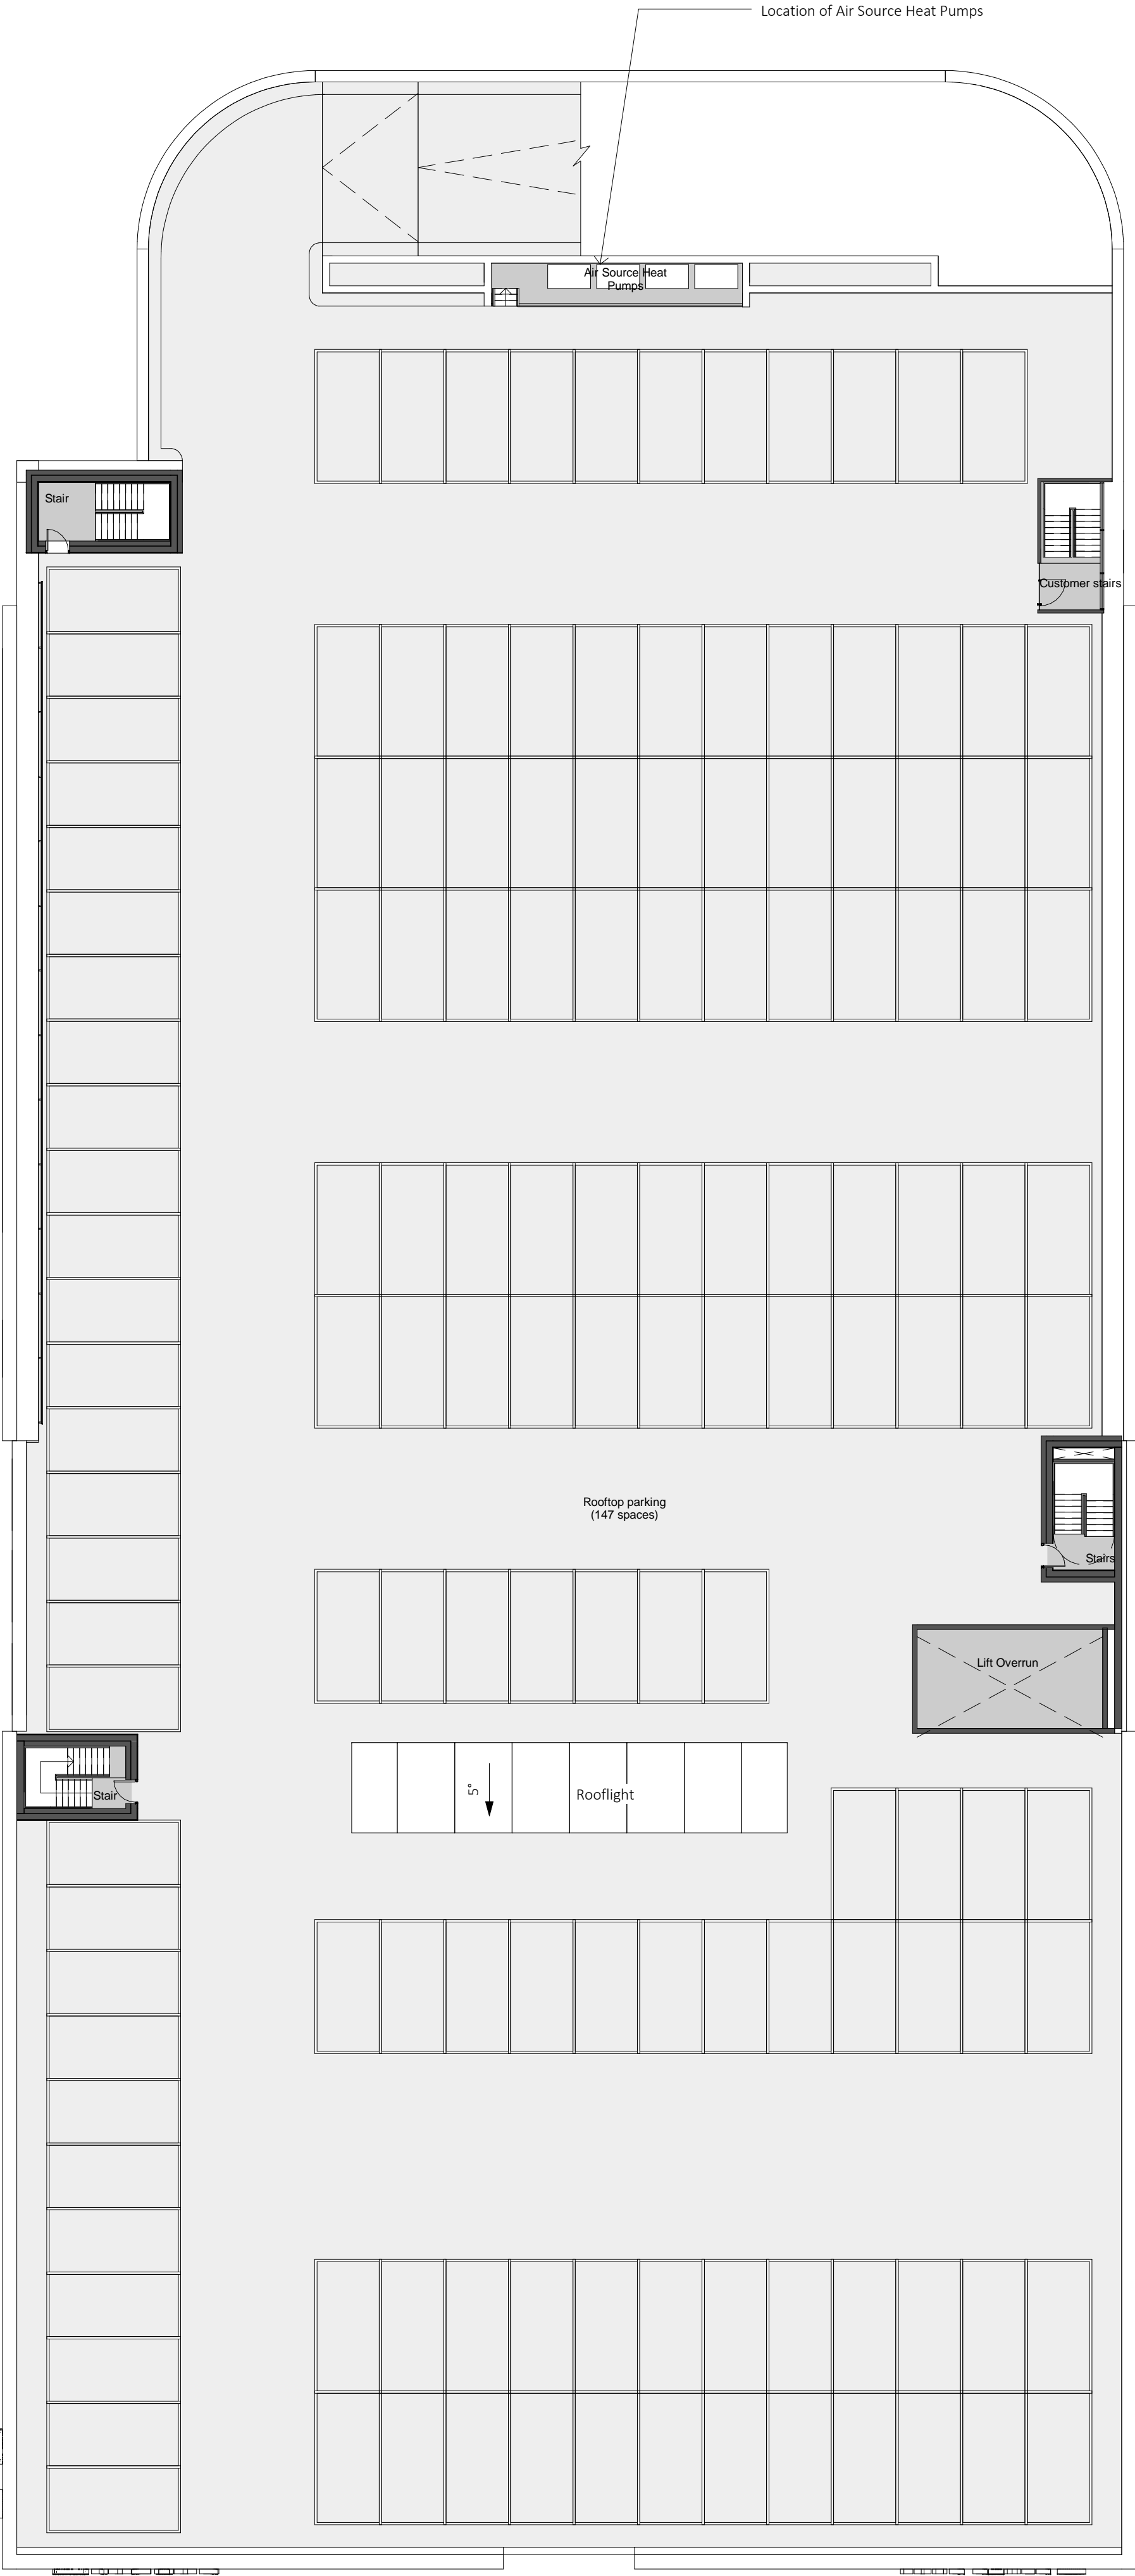 Location of Air Source Heat Pumps
Air Source Heat
Pumps
Stair
Customer stairs
Rooftop parking
(147 spaces)
Stairs
Lift Overrun
5°
Rooflight
Stair